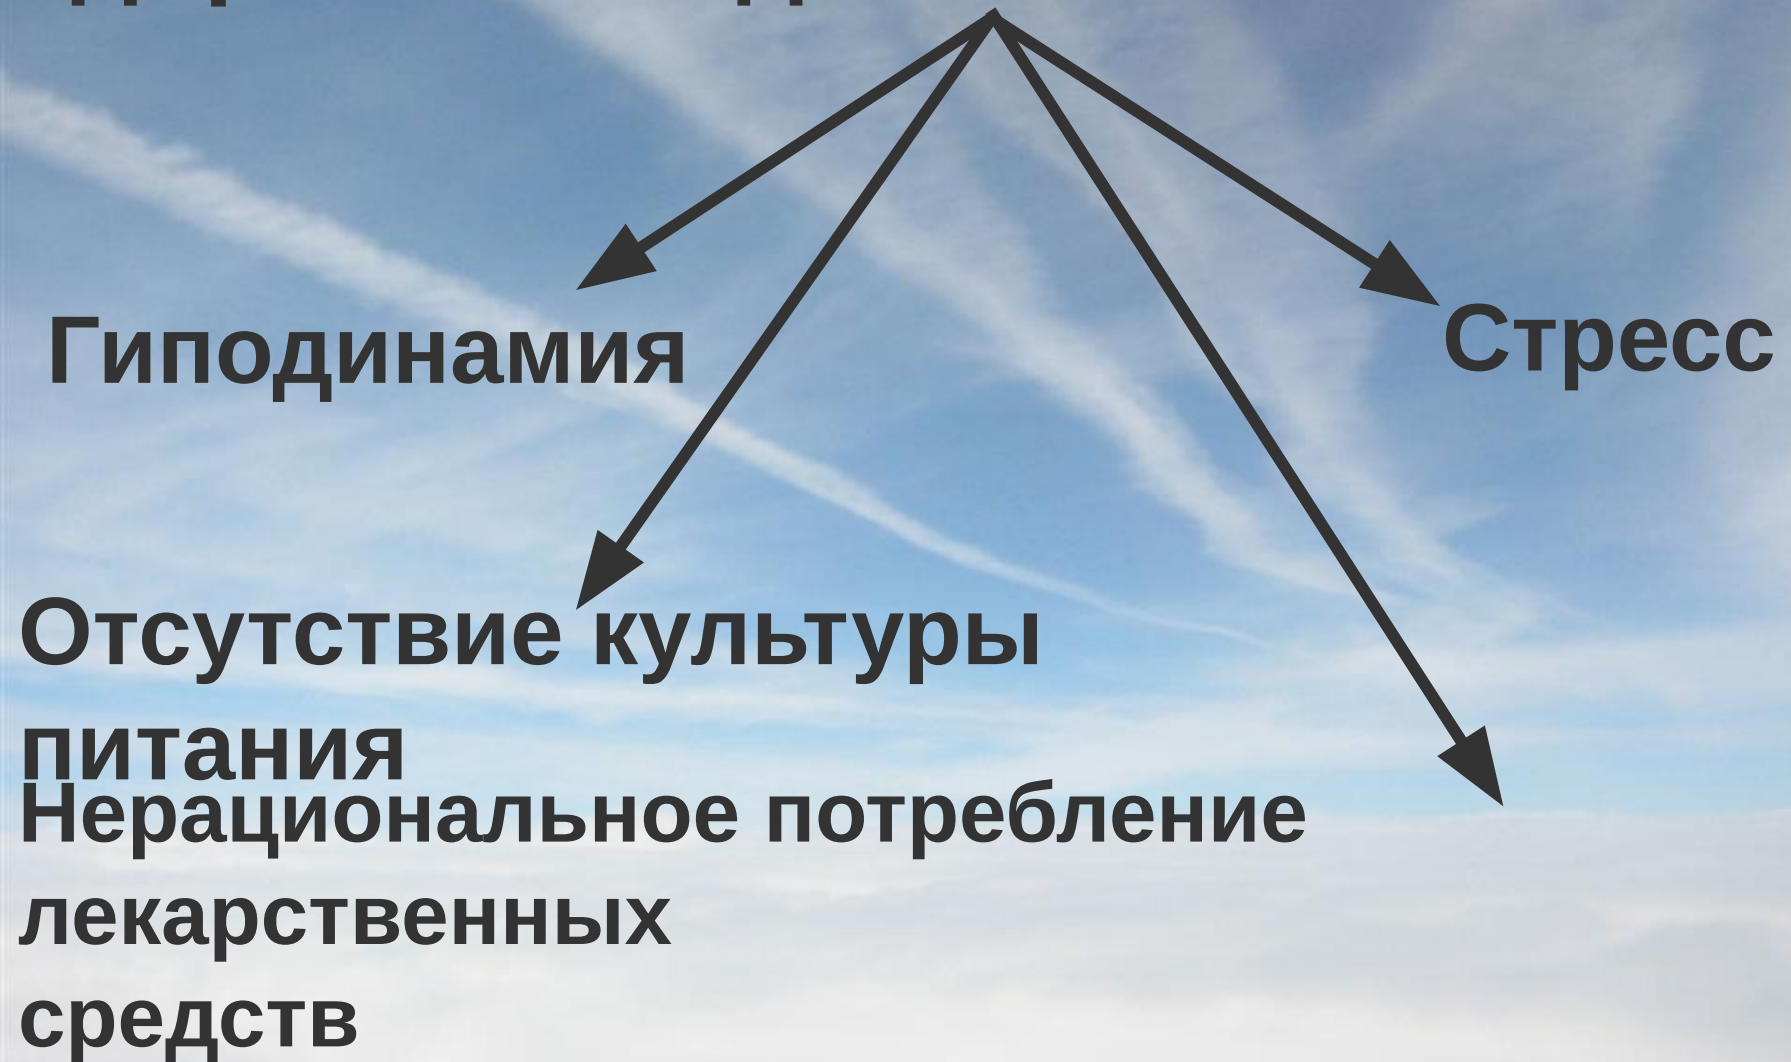 Гиподинамия
Стресс
Отсутствие культуры
питания
Нерациональное потребление
лекарственных
средств